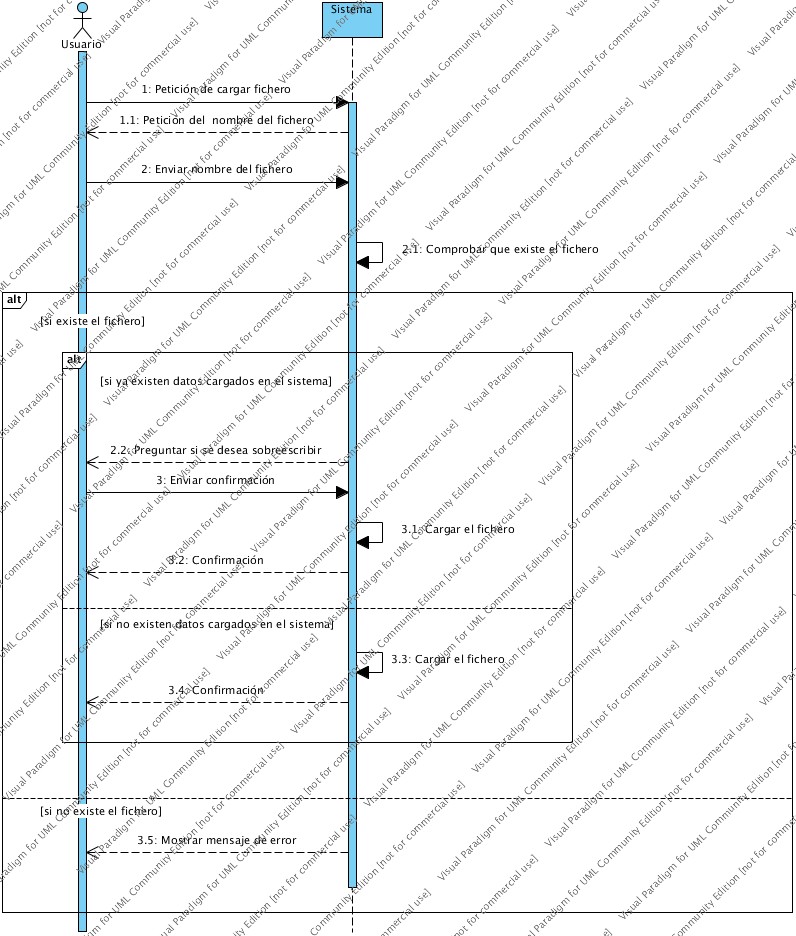 Sistema
Usuario
1: Petición de cargar fichero
1.1: Petición del nombre del fichero
2: Enviar nombre del fichero
2.1: Comprobar que existe el fichero
alt
[si existe el fichero]
alt
[si ya existen datos cargados en el sistema]
2.2: Preguntar si se desea sobreescribir
3: Enviar confirmación
3.1: Cargar el fichero
3.2: Confirmación
[si no existen datos cargados en el sistema]
3.3: Cargar el fichero
3.4: Confirmación
[si no existe el fichero]
3.5: Mostrar mensaje de error
Visual Paradigm for UML Community Edition [not for commercial use]